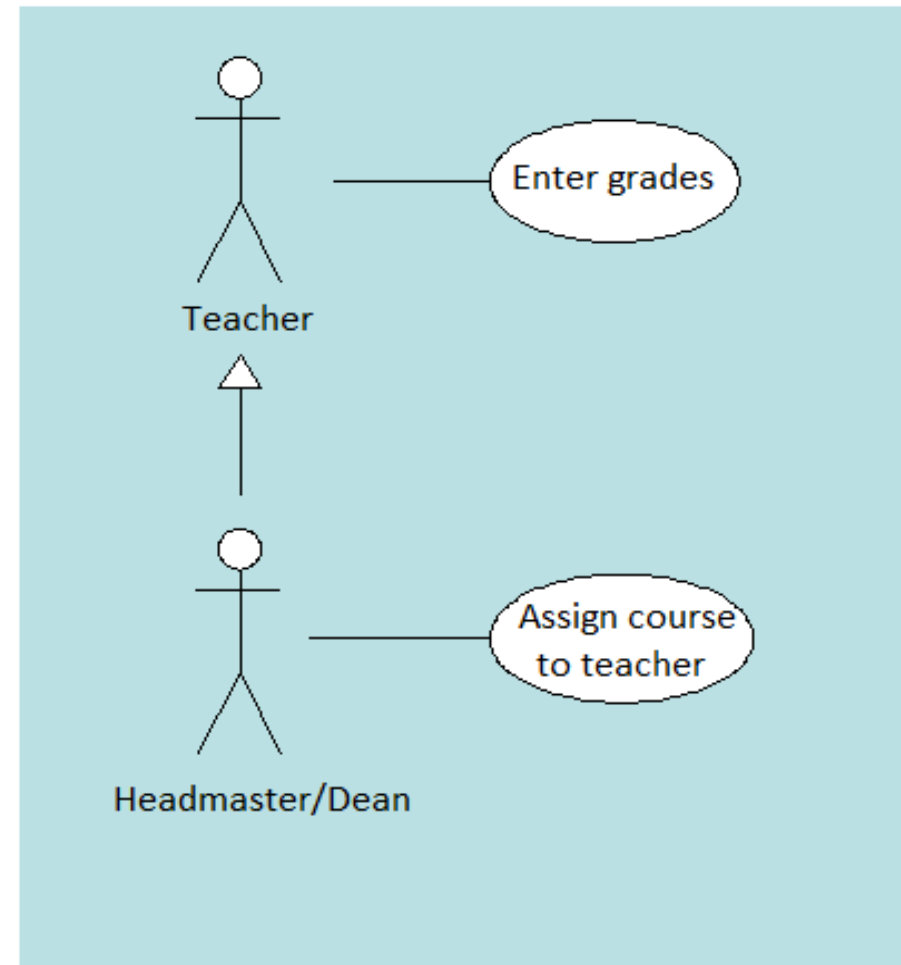 Enter grades
Teacher
Assign course
to teacher
Headmaster/Dean